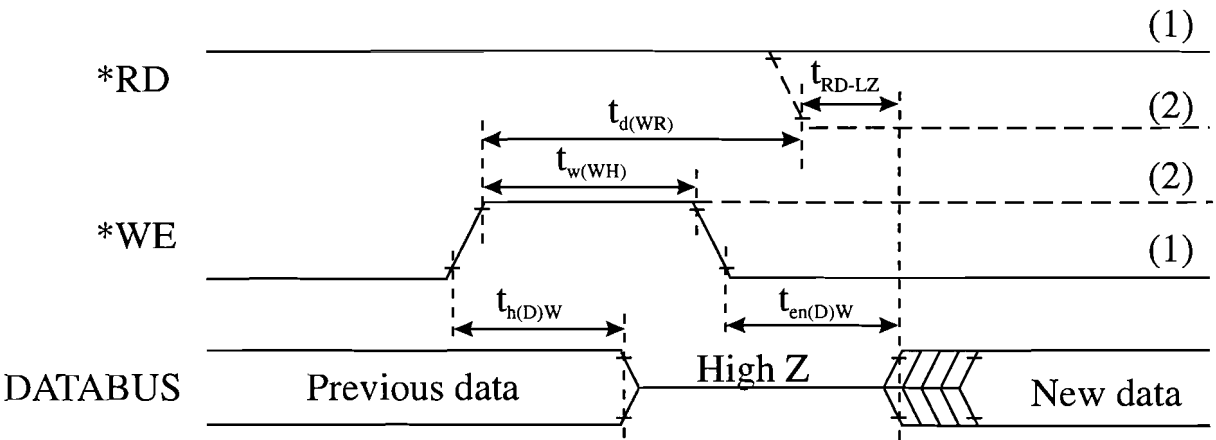 (1)
*RD
t_RD-LZ
(2)
t_d(WR)
t_w(WH)
(2)
*WE
(1)
t_h(D)W
t_en(D)W
DATABUS
Previous data
High Z
New data